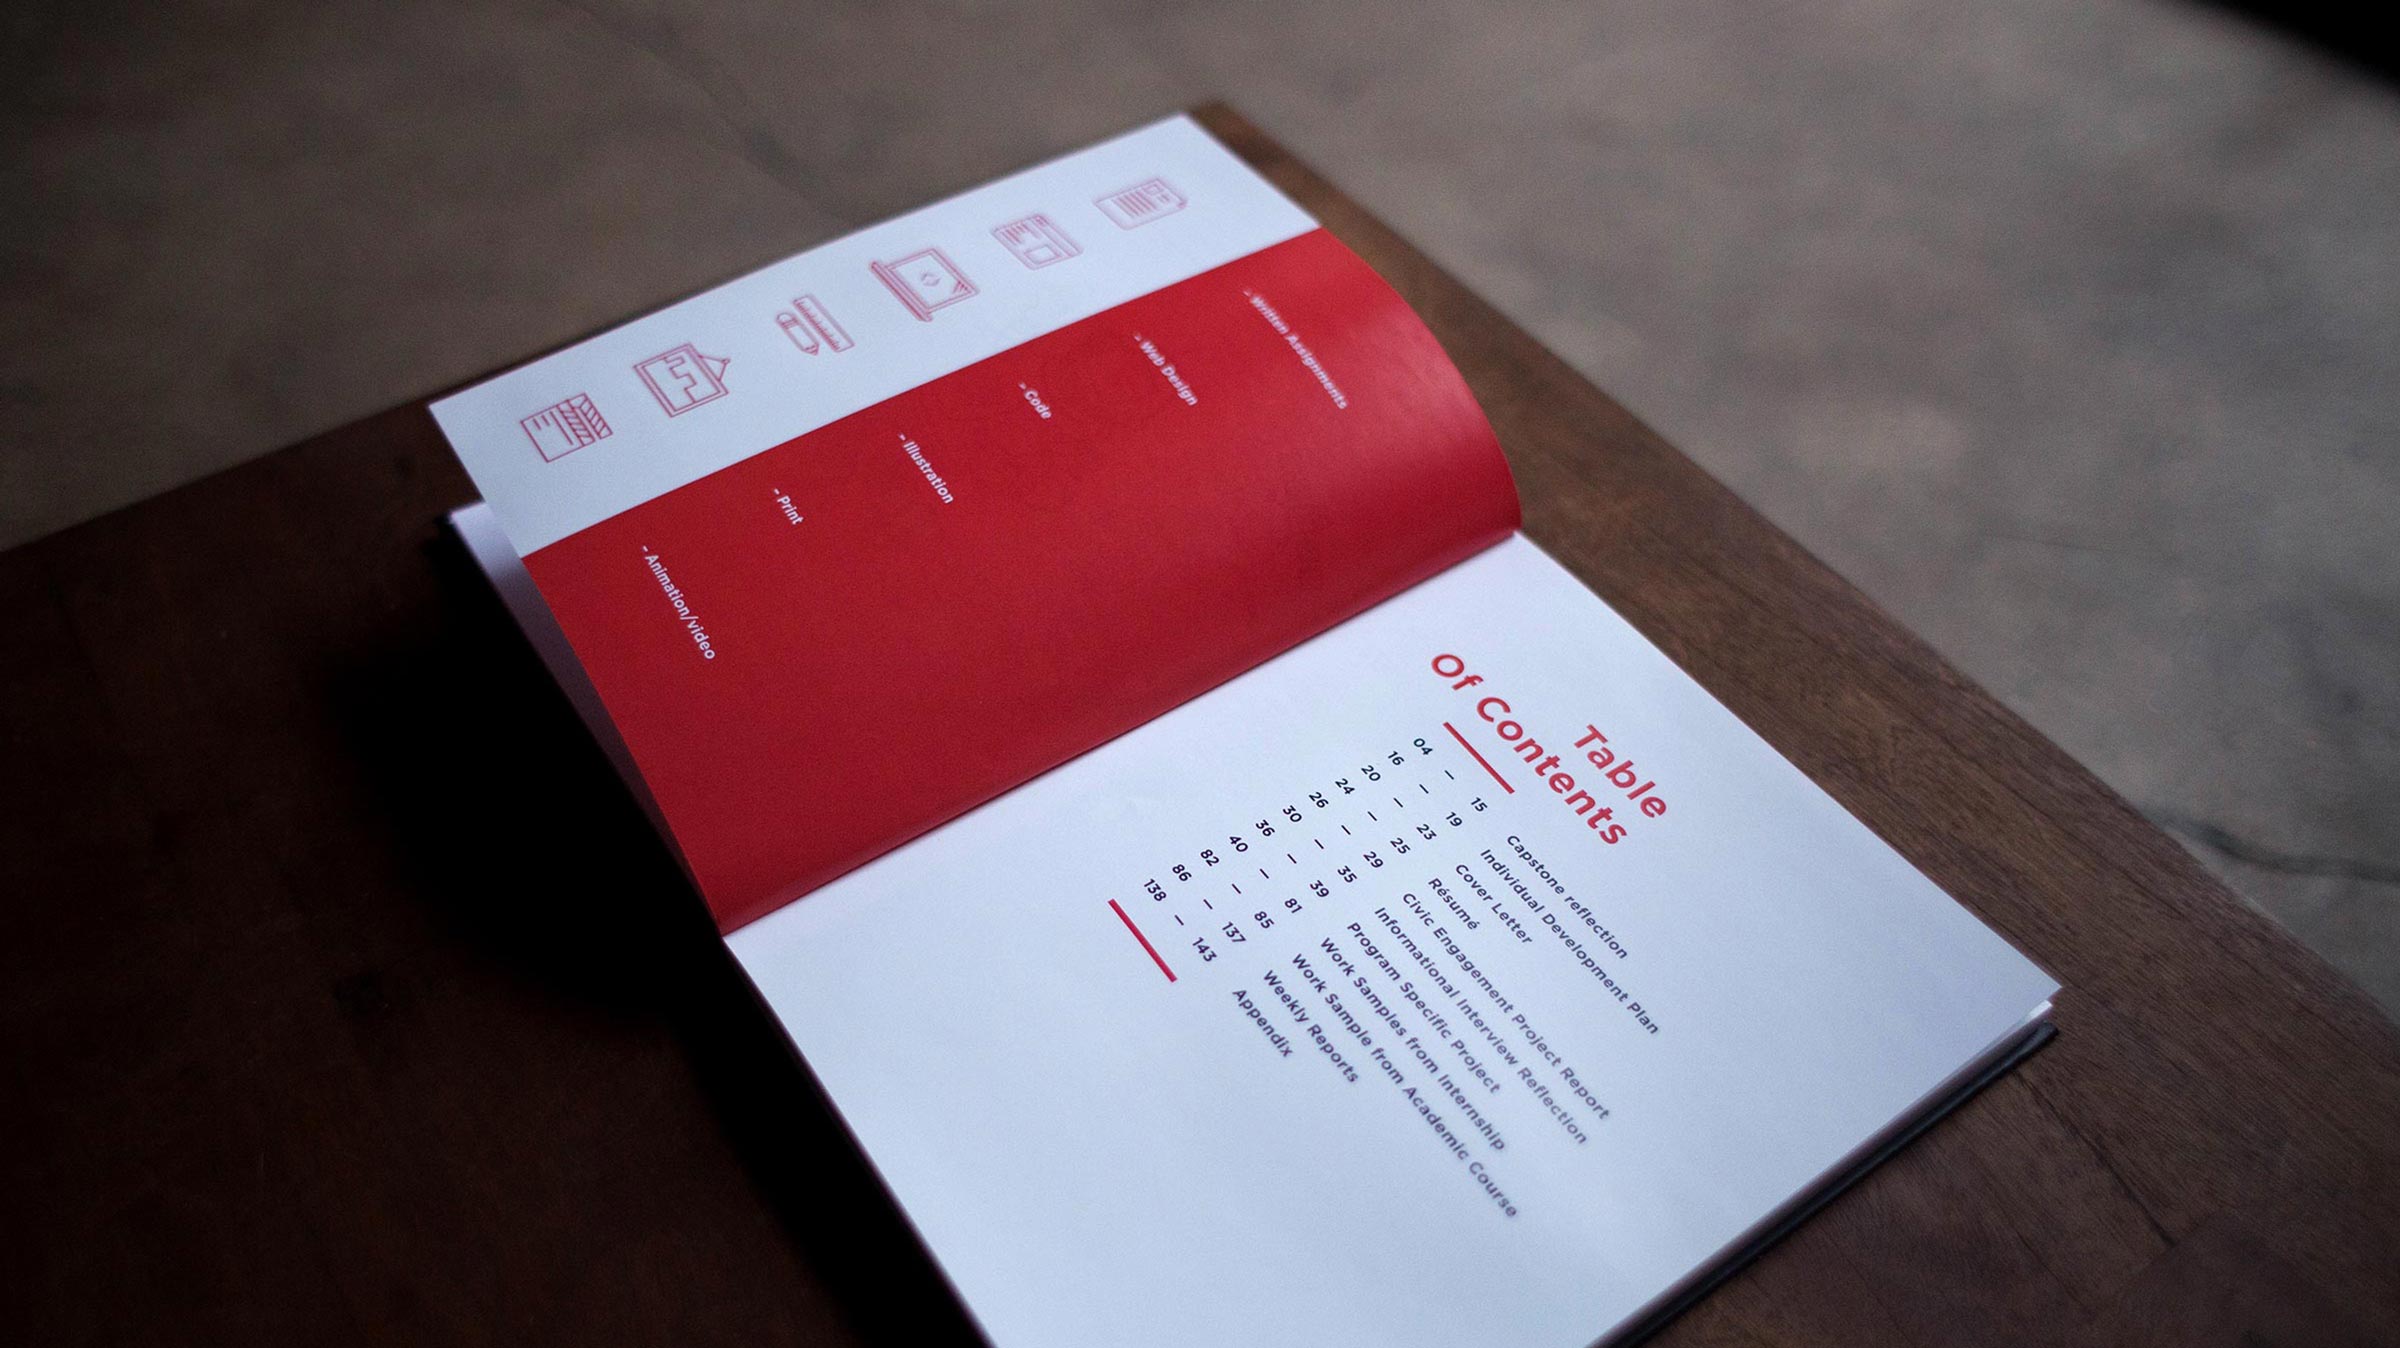 - Written Assignments
- Web Design
- Code
- Illustration
- Print
- Animation/video
Table
Of Contents
04 – 15 Capstone reflection
16 – 19 Individual Development Plan
20 – 23 Cover Letter
24 – 25 Résumé
26 – 29 Civic Engagement Project Report
30 – 35 Informational Interview Reflection
36 – 39 Program Specific Project
40 – 81 Work Samples from Internship
82 – 85 Work Sample from Academic Course
86 – 137 Weekly Reports
138 – 143 Appendix